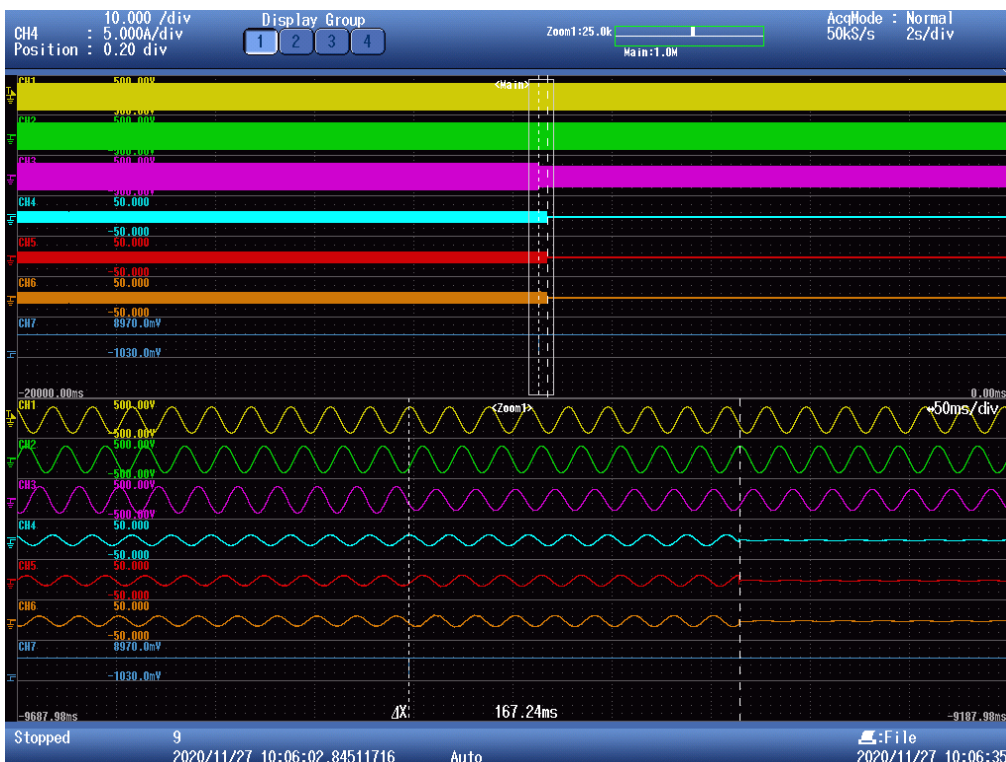 10.000 /div
CH4 : 5.000A/div
Position : 0.20 div
Display Group
1 2 3 4
Zoom1:25.0k
Main:1.0M
AcqMode : Normal
50kS/s 2s/div
<Main>
CH1 500.00V
CH2 500.00V
-500.00V
CH3 500.00V
-500.00V
CH4 50.000
-50.000
CH5 50.000
-50.000
CH6 50.000
-50.000
CH7 8970.0mV
-1030.0mV
-20000.00ms 0.00ms
<Zoom1>
↔50ms/div
CH1 500.00V
-500.00V
CH2 500.00V
-500.00V
CH3 500.00V
-500.00V
CH4 50.000
-50.000
CH5 50.000
-50.000
CH6 50.000
-50.000
CH7 8970.0mV
-1030.0mV
ΔX 167.24ms
-9687.98ms -9187.98ms
Stopped 9
2020/11/27 10:06:02.84511716 Auto
:File
2020/11/27 10:06:35